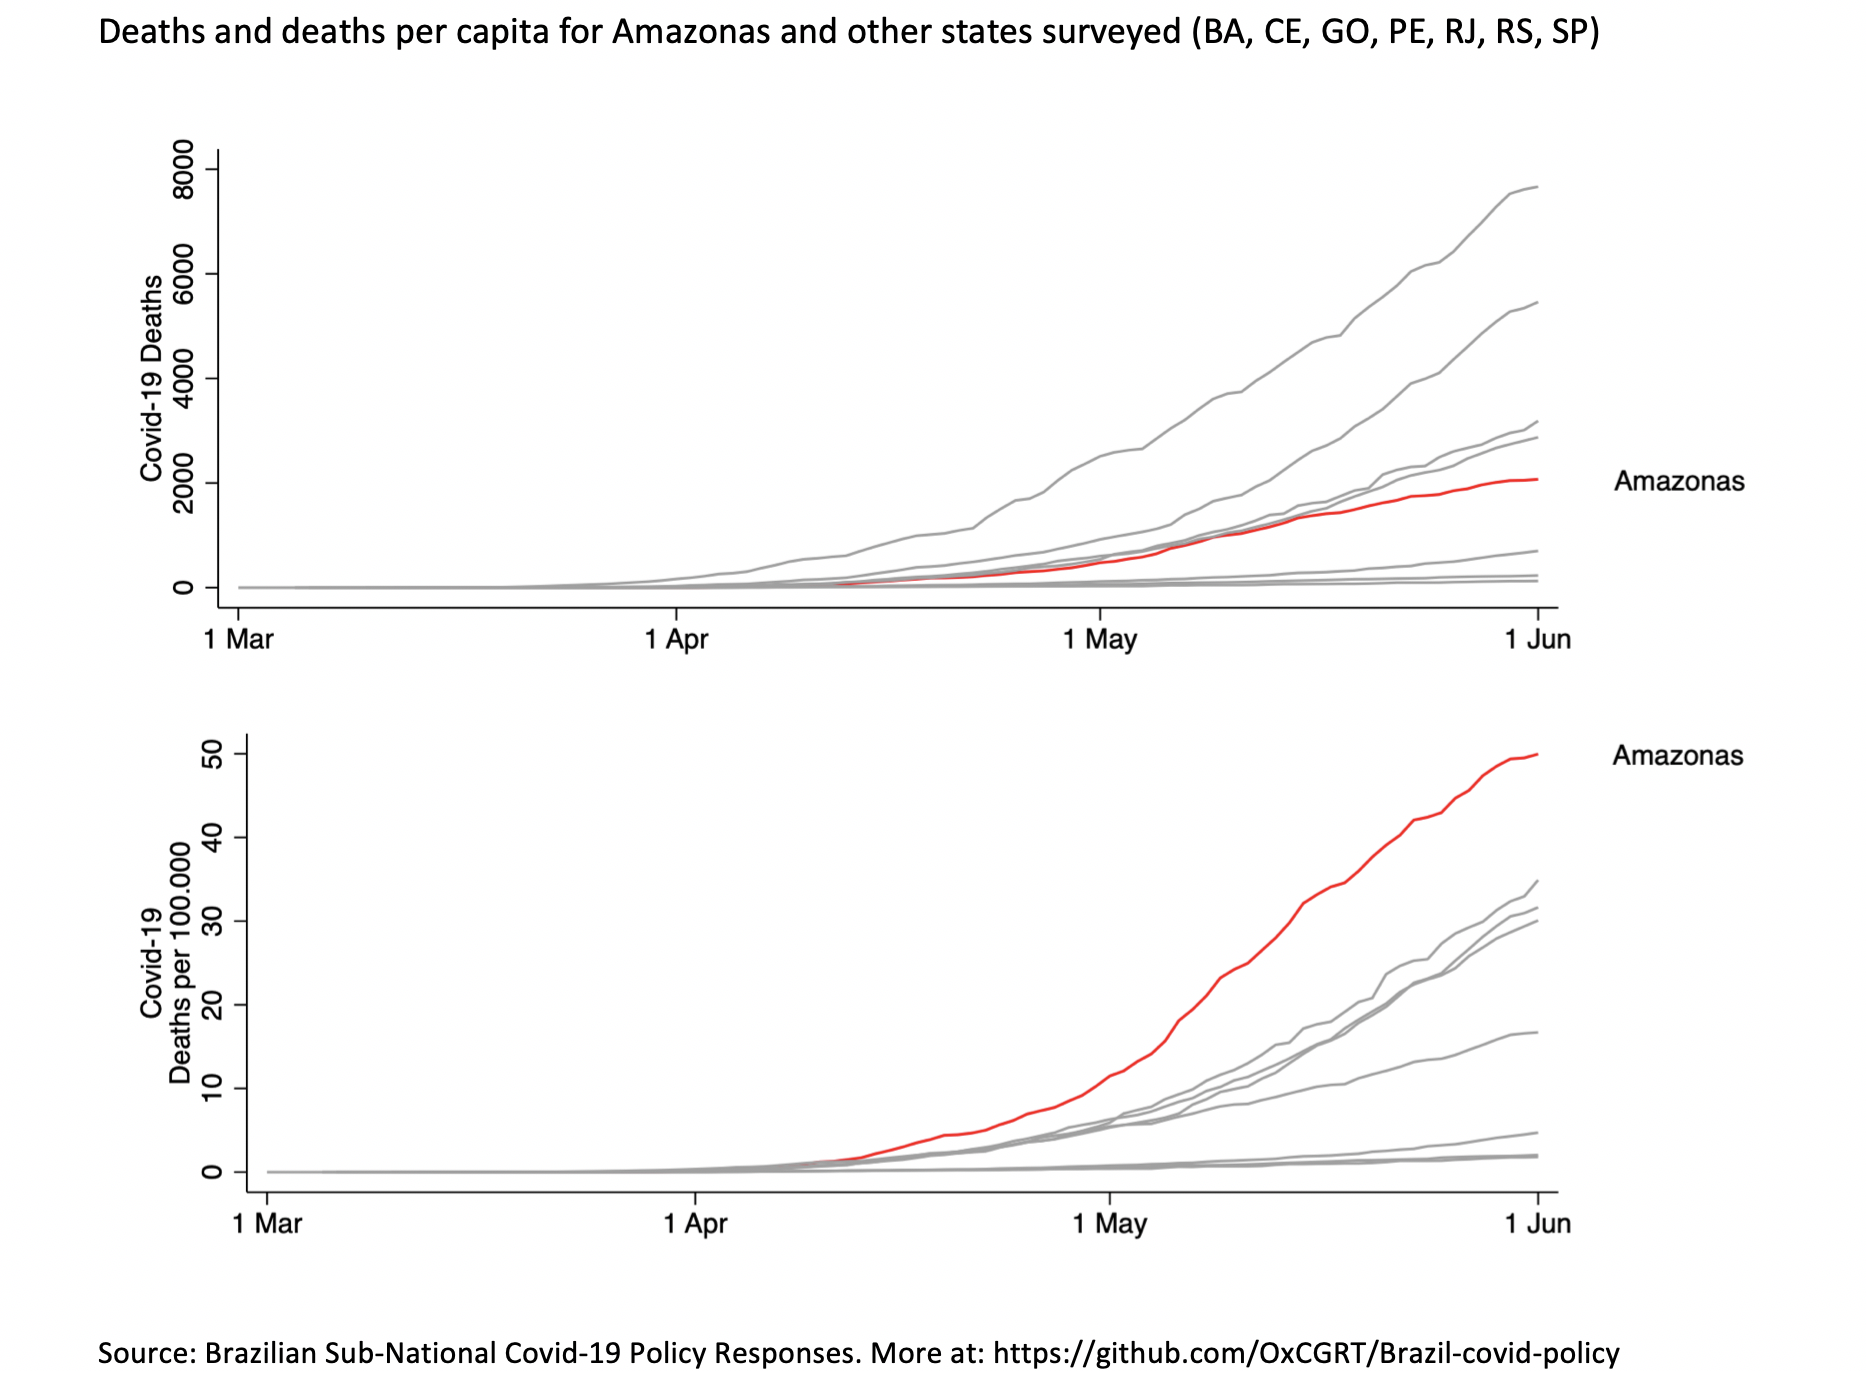 Deaths and deaths per capita for Amazonas and other states surveyed (BA, CE, GO, PE, RJ, RS, SP)
Covid-19 Deaths
8000
6000
4000
2000
0
1 Mar
1 Apr
1 May
1 Jun
Amazonas
Covid-19
Deaths per 100.000
50
40
30
20
10
0
1 Mar
1 Apr
1 May
1 Jun
Amazonas
Source: Brazilian Sub-National Covid-19 Policy Responses. More at: https://github.com/OxCGRT/Brazil-covid-policy